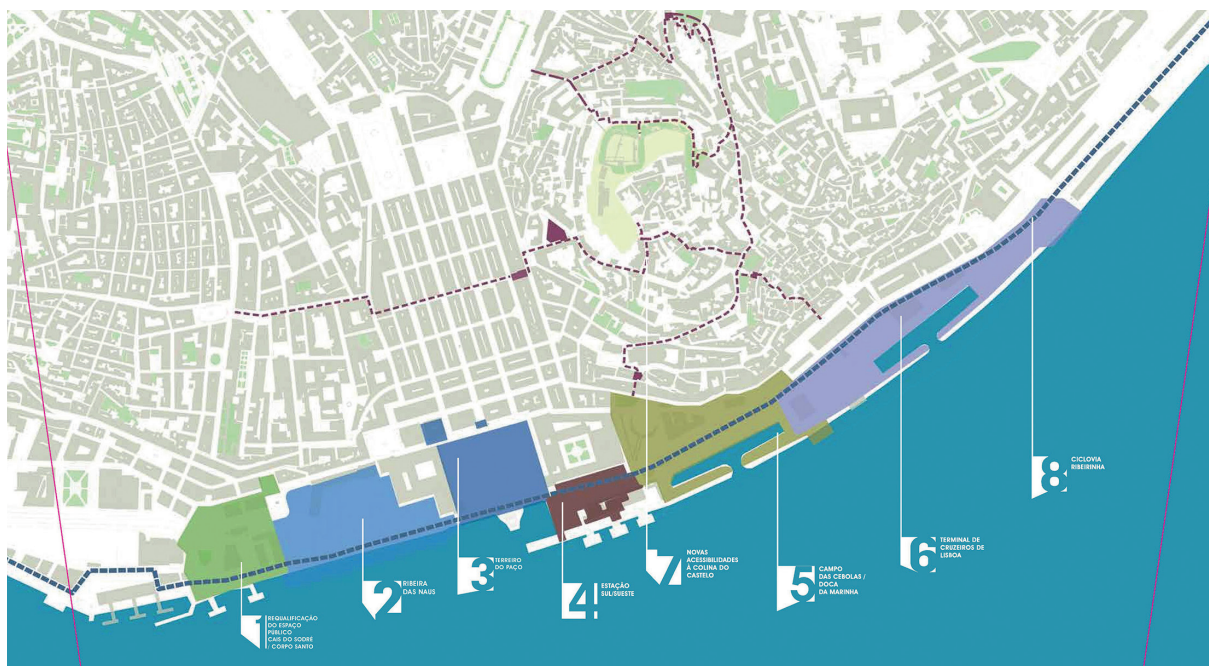 1
REQUALIFICAÇÃO
DO ESPAÇO
PÚBLICO
CAIS DO SODRÉ
/ CORPO SANTO
2
RIBEIRA
DAS NAUS
3
TERREIRO
DO PAÇO
4
ESTAÇÃO
SUL/SUESTE
7
NOVAS
ACESSIBILIDADES
À COLINA DO
CASTELO
5
CAMPO
DAS CEBOLAS /
DOCA
DA MARINHA
6
TERMINAL DE
CRUZEIROS DE
LISBOA
8
CICLOVIA
RIBEIRINHA